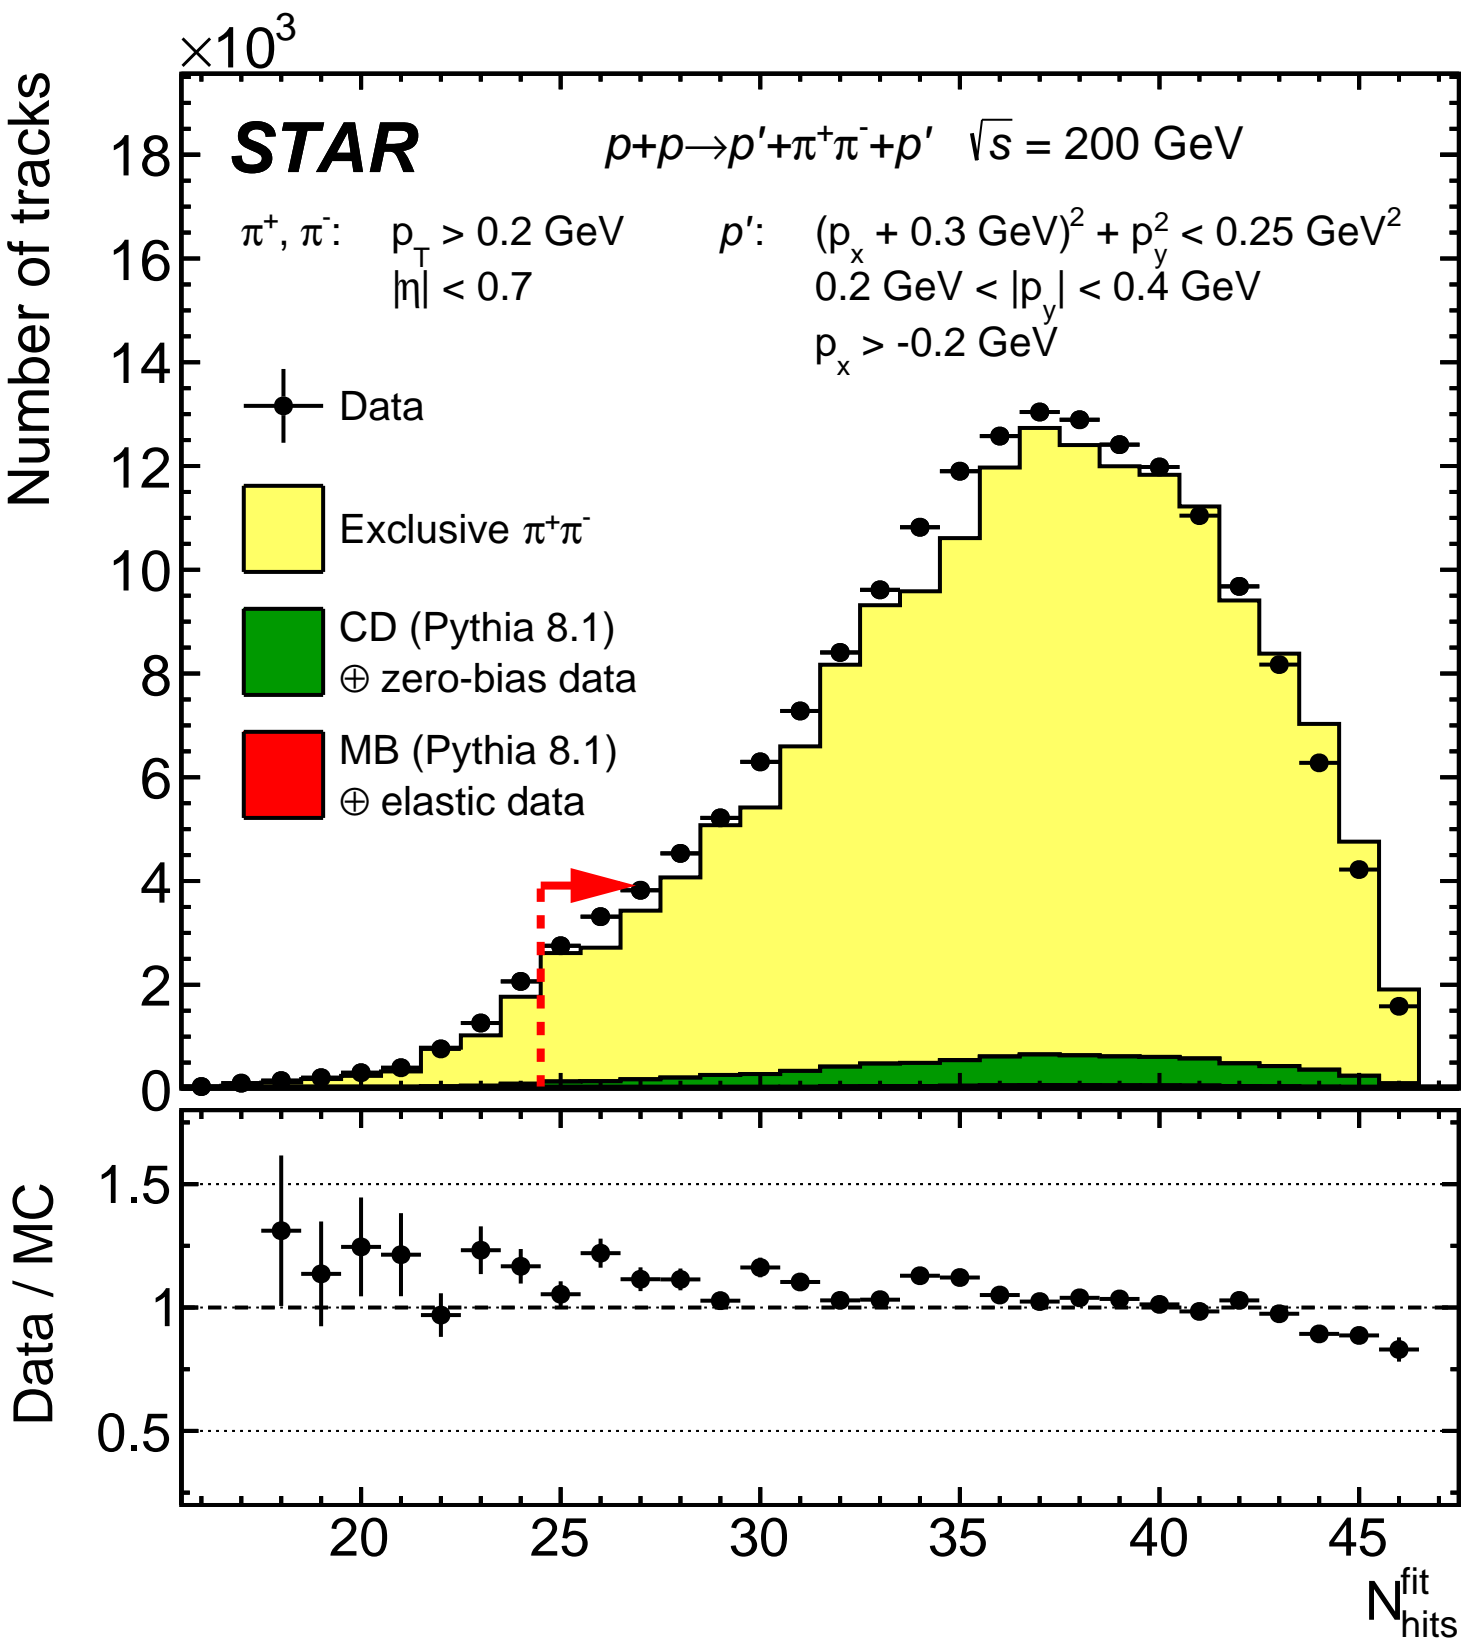 ×10³
Number of tracks
STAR
p+p→p′+π⁺π⁻+p′ √s = 200 GeV
π⁺, π⁻: p_T > 0.2 GeV
|η| < 0.7
p′: (p_x + 0.3 GeV)² + p_y² < 0.25 GeV²
0.2 GeV < |p_y| < 0.4 GeV
p_x > -0.2 GeV
Data
Exclusive π⁺π⁻
CD (Pythia 8.1)
⊕ zero-bias data
MB (Pythia 8.1)
⊕ elastic data
18
16
14
12
10
8
6
4
2
0
Data / MC
1.5
1
0.5
20 25 30 35 40 45
N_hits^fit